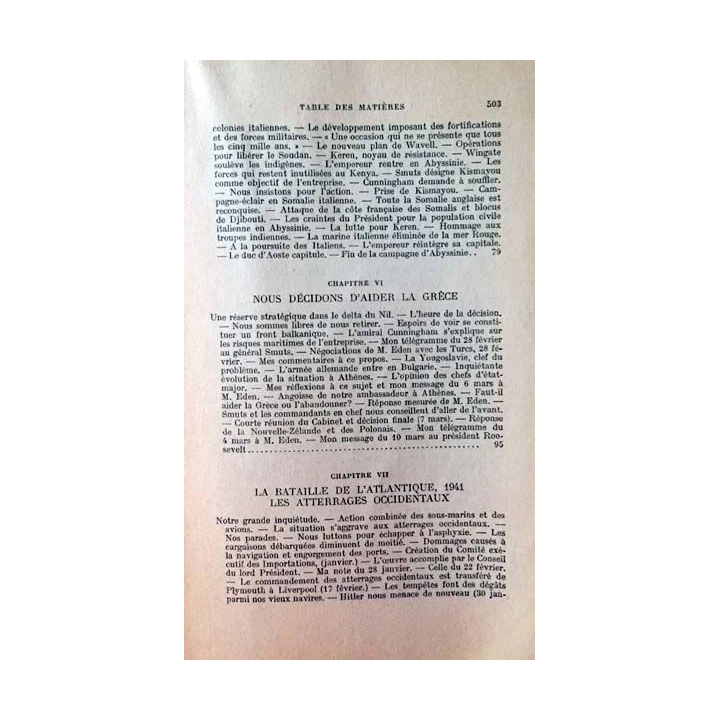 TABLE DES MATIÈRES 503
colonies italiennes. — Le développement imposant des fortifications
et des forces militaires. — « Une occasion qui ne se présente que tous
les cinq mille ans. » — Le nouveau plan de Wavell. — Opérations
pour libérer le Soudan. — Keren, noyau de résistance. — Wingate
soulève les indigènes. — L'empereur rentre en Abyssinie. — Les
forces qui restent inutilisées au Kenya. — Smuts désigne Kismayou
comme objectif de l'entreprise. — Cunningham demande à souffler.
— Nous insistons pour l'action. — Prise de Kismayou. — Cam-
pagne-éclair en Somalie italienne. — Toute la Somalie anglaise est
reconquise. — Attaque de la côte française des Somalis et blocus
de Djibouti. — Les craintes du Président pour la population civile
italienne en Abyssinie. — La lutte pour Keren. — Hommage aux
troupes indiennes. — La marine italienne éliminée de la mer Rouge.
— A la poursuite des Italiens. — L'empereur réintègre sa capitale.
— Le duc d'Aoste capitule. — Fin de la campagne d'Abyssinie.. 79
CHAPITRE VI
NOUS DÉCIDONS D'AIDER LA GRÈCE
Une réserve stratégique dans le delta du Nil. — L'heure de la décision.
— Nous sommes libres de nous retirer. — Espoirs de voir se consti-
tuer un front balkanique. — L'amiral Cunningham s'explique sur
les risques maritimes de l'entreprise. — Mon télégramme du 28 février
au général Smuts. — Négociations de M. Eden avec les Turcs, 28 fé-
vrier. — Mes commentaires à ce propos. — La Yougoslavie, clef du
problème. — L'armée allemande entre en Bulgarie. — Inquiétante
évolution de la situation à Athènes. — L'opinion des chefs d'état-
major. — Mes réflexions à ce sujet et mon message du 6 mars à
M. Eden. — Angoisse de notre ambassadeur à Athènes. — Faut-il
aider la Grèce ou l'abandonner? — Réponse mesurée de M. Eden. —
Smuts et les commandants en chef nous conseillent d'aller de l'avant.
— Courte réunion du Cabinet et décision finale (7 mars). — Réponse
de la Nouvelle-Zélande et des Polonais. — Mon télégramme du
4 mars à M. Eden. — Mon message du 10 mars au président Roo-
sevelt........................................ 95
CHAPITRE VII
LA BATAILLE DE L'ATLANTIQUE, 1941
LES ATTERRAGES OCCIDENTAUX
Notre grande inquiétude. — Action combinée des sous-marins et des
avions. — La situation s'aggrave aux atterrages occidentaux. —
Nos parades. — Nous luttons pour échapper à l'asphyxie. — Les
cargaisons débarquées diminuent de moitié. — Dommages causés à
la navigation et engorgement des ports. — Création du Comité exé-
cutif des Importations, (janvier.) — L'œuvre accomplie par le Conseil
du lord Président. — Ma note du 28 janvier. — Celle du 22 février.
— Le commandement des atterrages occidentaux est transféré de
Plymouth à Liverpool (17 février.) — Les tempêtes font des dégâts
parmi nos vieux navires. — Hitler nous menace de nouveau (30 jan-